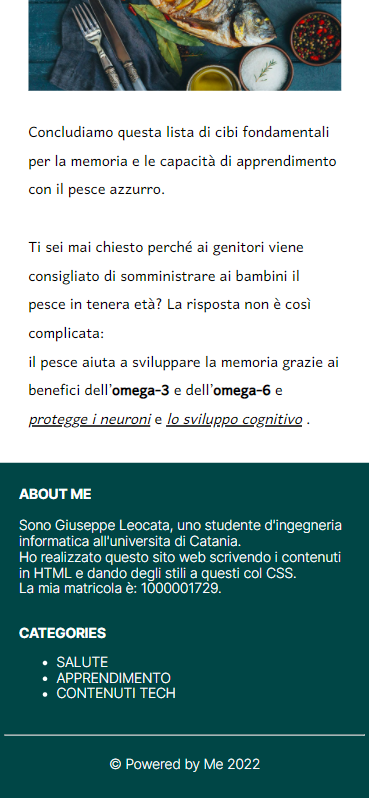 Concludiamo questa lista di cibi fondamentali
per la memoria e le capacità di apprendimento
con il pesce azzurro.
Ti sei mai chiesto perché ai genitori viene
consigliato di somministrare ai bambini il
pesce in tenera età? La risposta non è così
complicata:
il pesce aiuta a sviluppare la memoria grazie ai
benefici dell'omega-3 e dell'omega-6 e
protegge i neuroni e lo sviluppo cognitivo .
ABOUT ME
Sono Giuseppe Leocata, uno studente d'ingegneria
informatica all'universita di Catania.
Ho realizzato questo sito web scrivendo i contenuti
in HTML e dando degli stili a questi col CSS.
La mia matricola è: 1000001729.
CATEGORIES
• SALUTE
• APPRENDIMENTO
• CONTENUTI TECH
© Powered by Me 2022